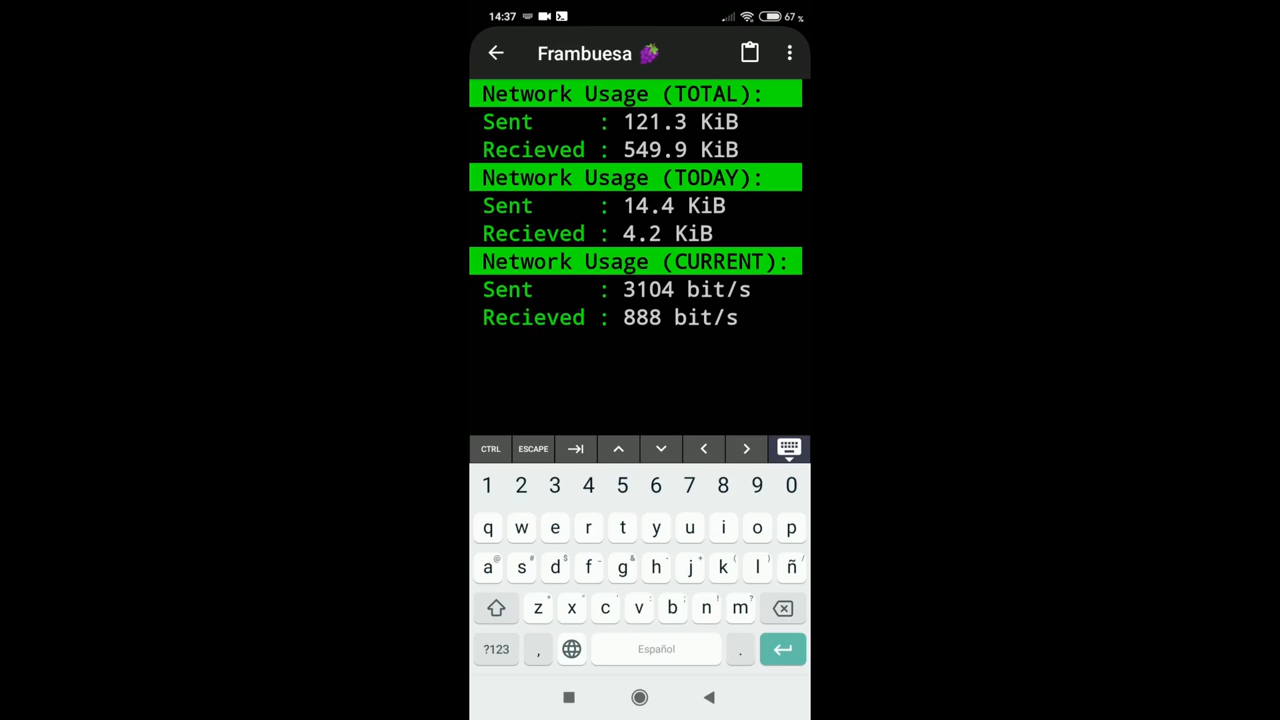 14:37 67 %
Frambuesa 🍇
Network Usage (TOTAL):
Sent : 121.3 KiB
Recieved : 549.9 KiB
Network Usage (TODAY):
Sent : 14.4 KiB
Recieved : 4.2 KiB
Network Usage (CURRENT):
Sent : 3104 bit/s
Recieved : 888 bit/s
CTRL ESCAPE
1 2 3 4 5 6 7 8 9 0
q w e r t y u i o p
a @ s # d $ f _ g & h - j + k ( l ) ñ /
z * x " c ' v : b ; n ! m ?
?123 , Español .